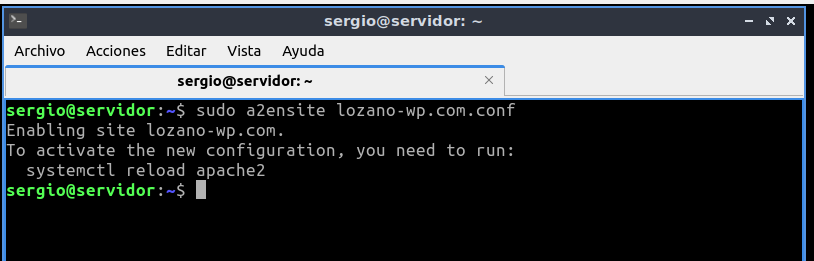 sergio@servidor: ~
Archivo Acciones Editar Vista Ayuda
sergio@servidor: ~
sergio@servidor:~$ sudo a2ensite lozano-wp.com.conf
Enabling site lozano-wp.com.
To activate the new configuration, you need to run:
  systemctl reload apache2
sergio@servidor:~$